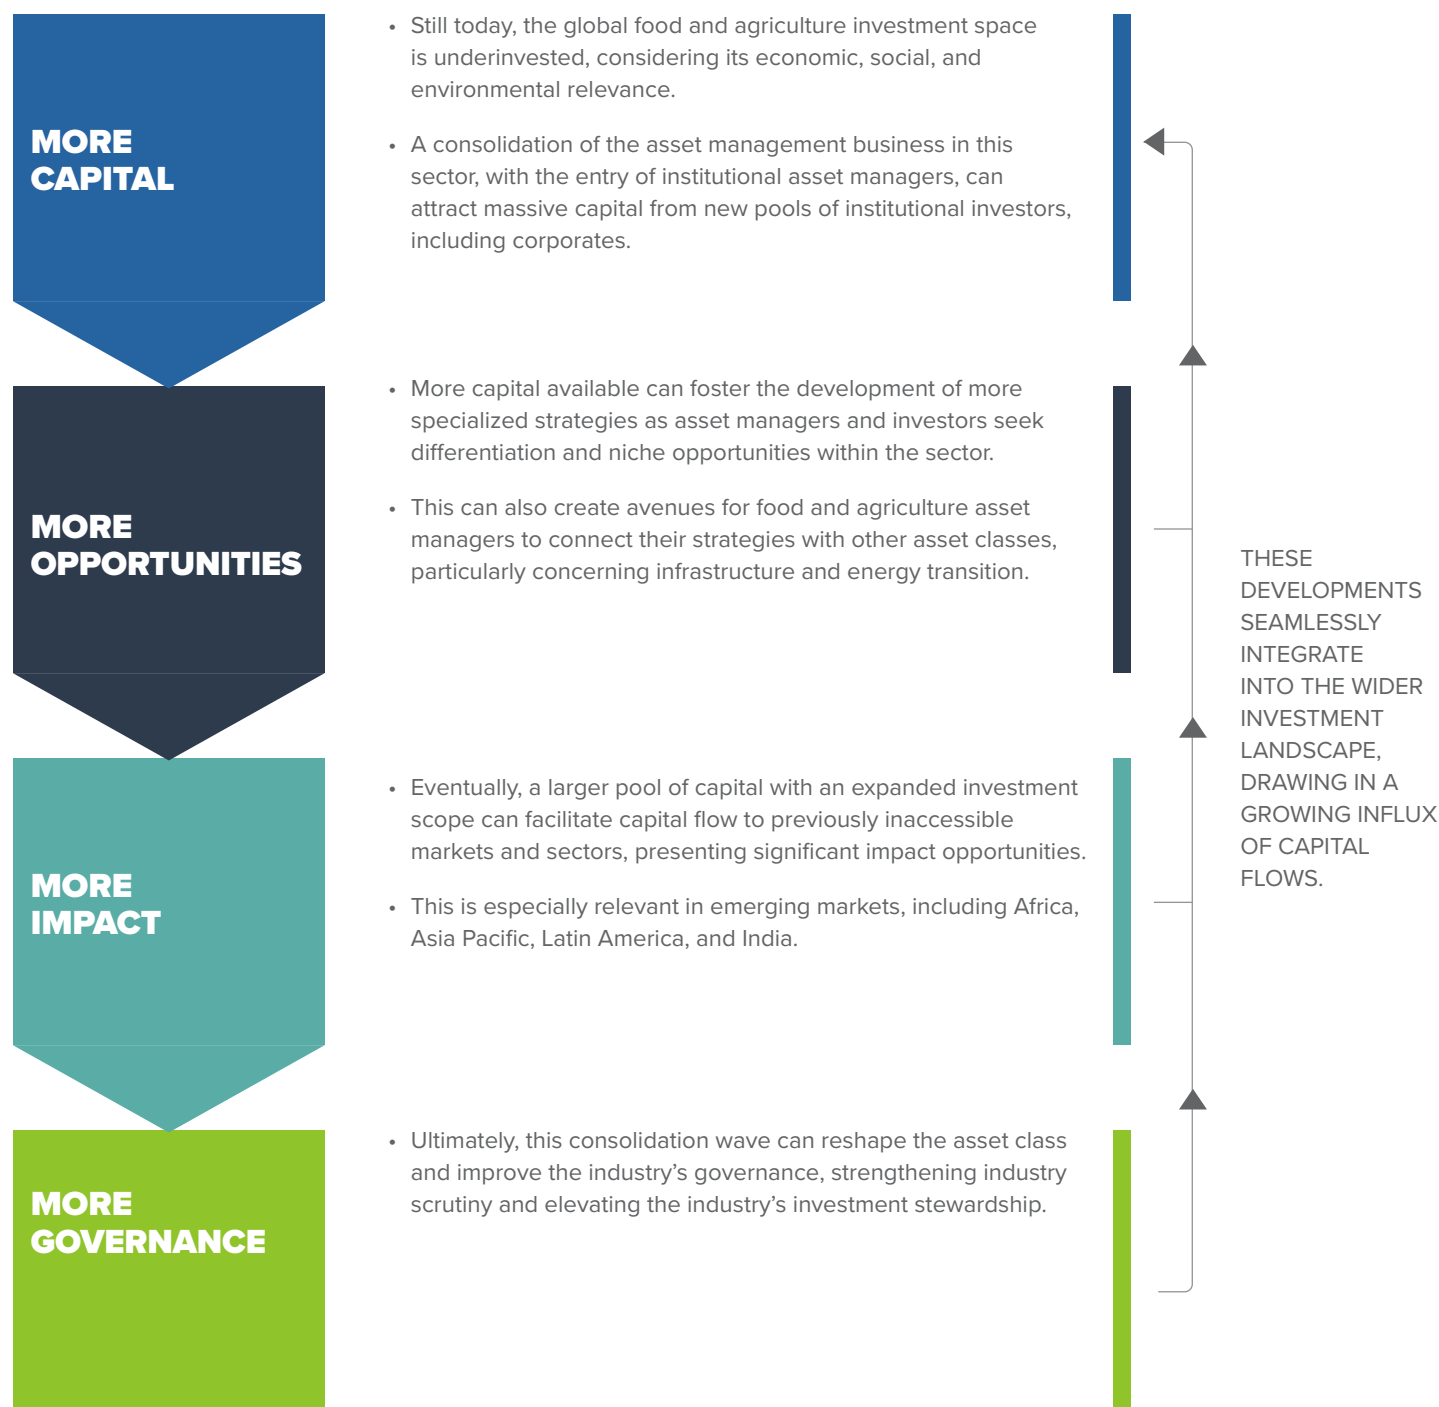 MORE
CAPITAL
• Still today, the global food and agriculture investment space
is underinvested, considering its economic, social, and
environmental relevance.
• A consolidation of the asset management business in this
sector, with the entry of institutional asset managers, can
attract massive capital from new pools of institutional investors,
including corporates.
MORE
OPPORTUNITIES
• More capital available can foster the development of more
specialized strategies as asset managers and investors seek
differentiation and niche opportunities within the sector.
• This can also create avenues for food and agriculture asset
managers to connect their strategies with other asset classes,
particularly concerning infrastructure and energy transition.
MORE
IMPACT
• Eventually, a larger pool of capital with an expanded investment
scope can facilitate capital flow to previously inaccessible
markets and sectors, presenting significant impact opportunities.
• This is especially relevant in emerging markets, including Africa,
Asia Pacific, Latin America, and India.
MORE
GOVERNANCE
• Ultimately, this consolidation wave can reshape the asset class
and improve the industry’s governance, strengthening industry
scrutiny and elevating the industry’s investment stewardship.
THESE
DEVELOPMENTS
SEAMLESSLY
INTEGRATE
INTO THE WIDER
INVESTMENT
LANDSCAPE,
DRAWING IN A
GROWING INFLUX
OF CAPITAL
FLOWS.